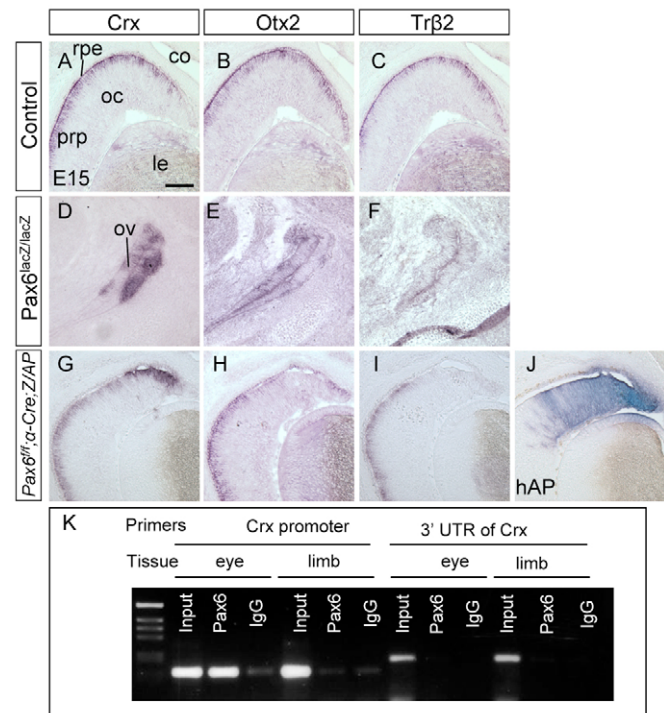 Crx Otx2 Trβ2
Control
A rpe co
oc
prp
le
E15
B
C
Pax6lacZ/lacZ
D
ov
E
F
Pax6f/f;α-Cre;Z/AP
G
H
I
J
hAP
K Primers Crx promoter 3' UTR of Crx
Tissue eye limb eye limb
Input Pax6 IgG Input Pax6 IgG Input Pax6 IgG Input Pax6 IgG